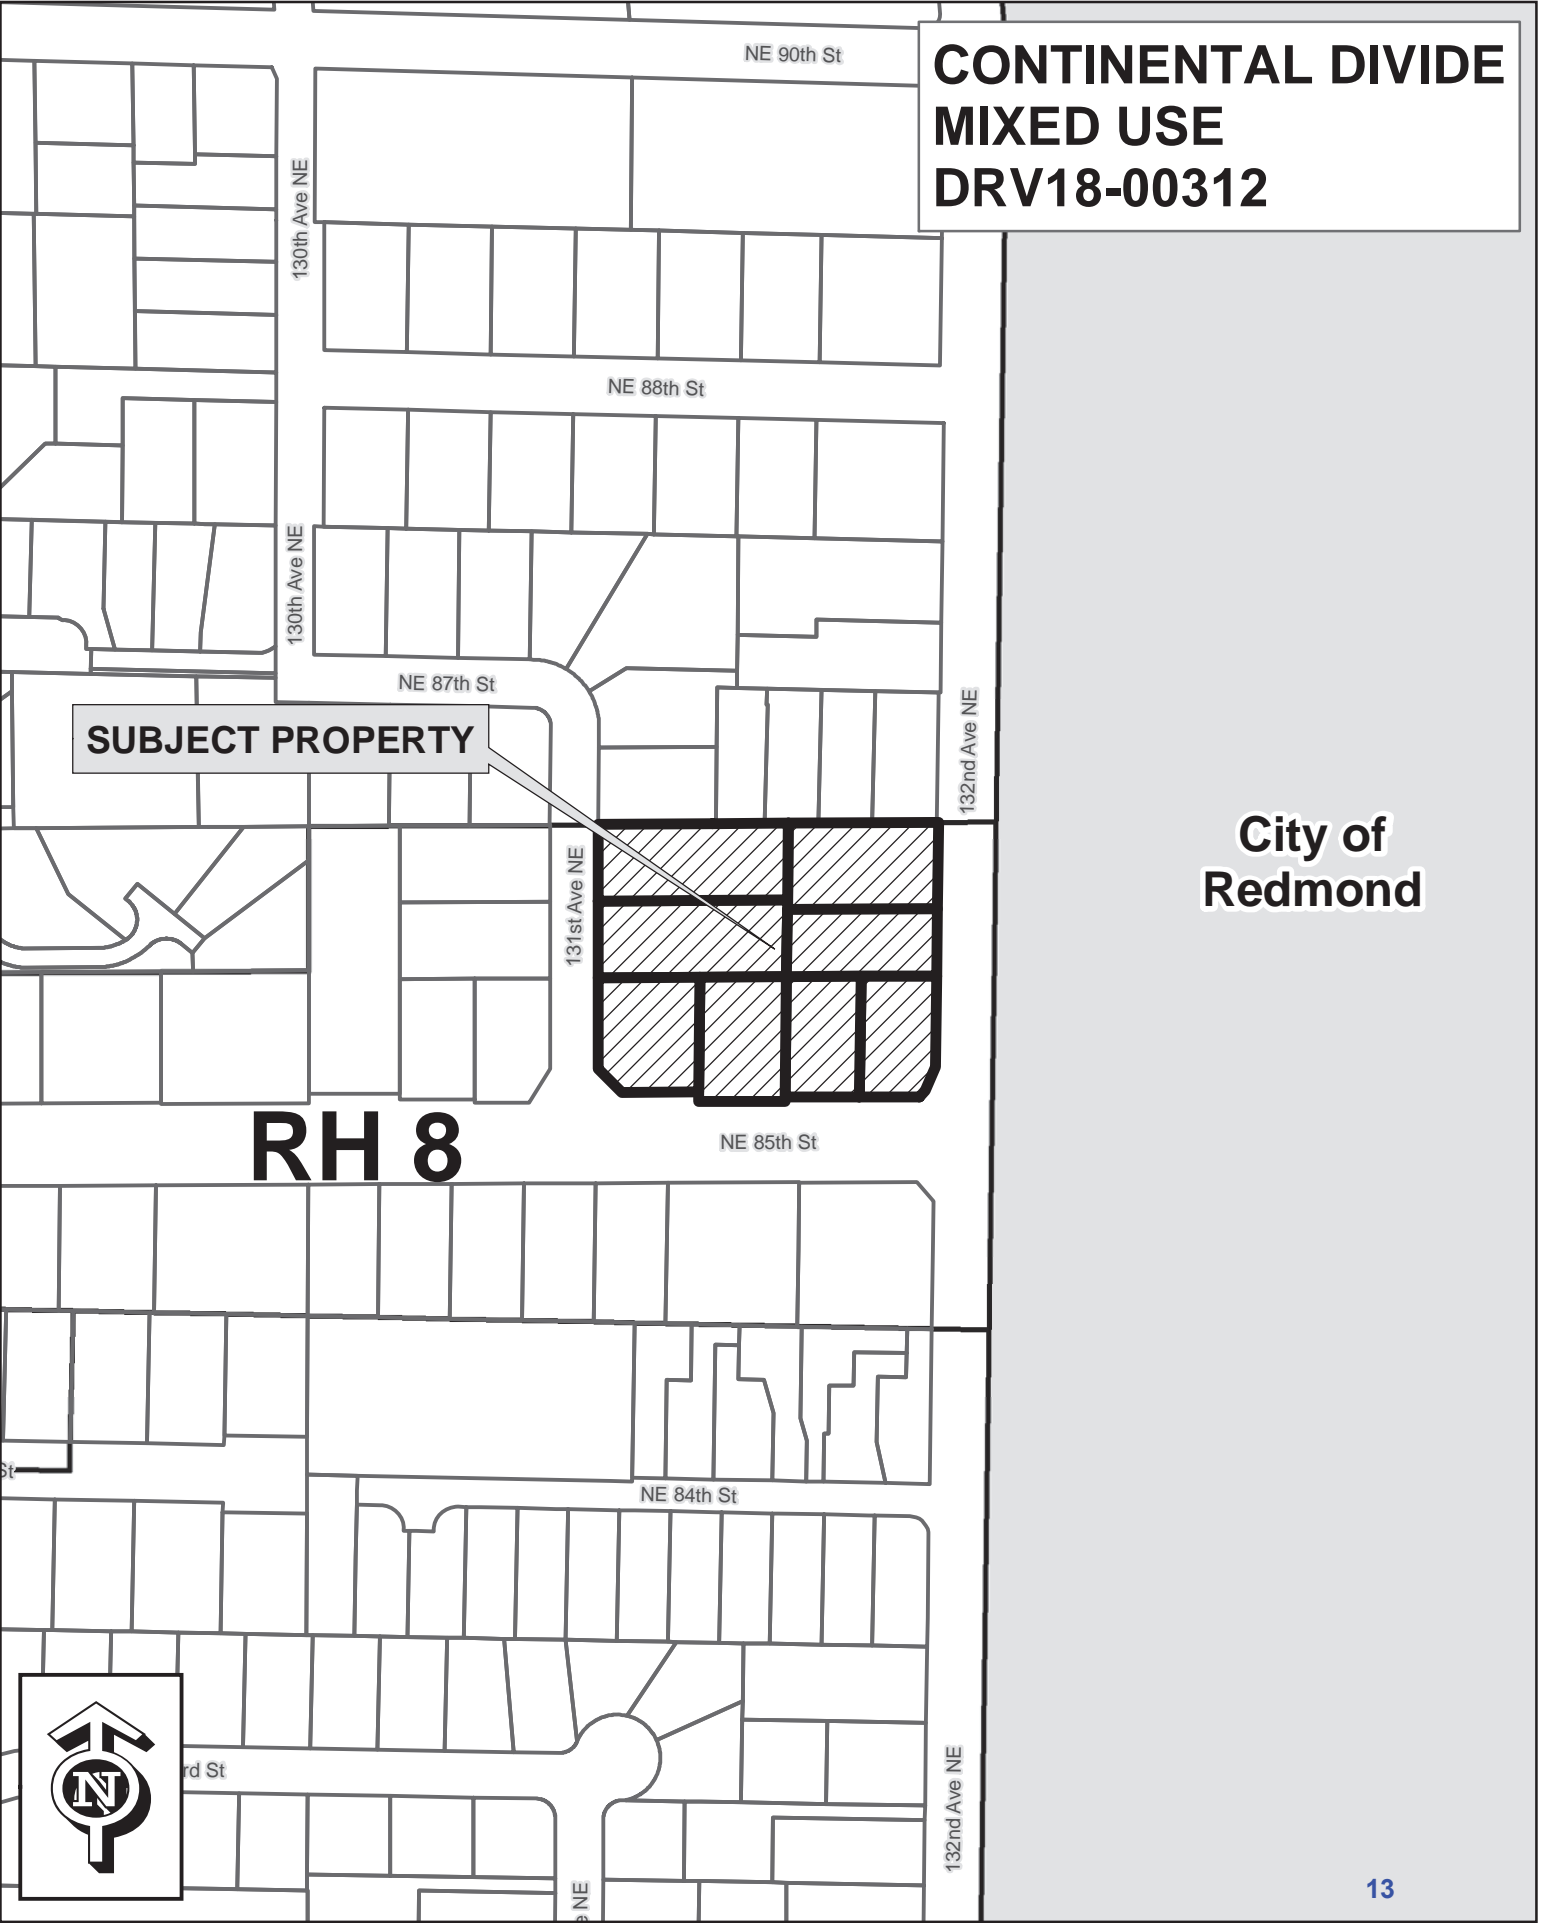 NE 90th St
CONTINENTAL DIVIDE
MIXED USE
DRV18-00312
130th Ave NE
NE 88th St
130th Ave NE
NE 87th St
132nd Ave NE
SUBJECT PROPERTY
City of
Redmond
131st Ave NE
RH 8
NE 85th St
St
NE 84th St
N
rd St
132nd Ave NE
e NE
13